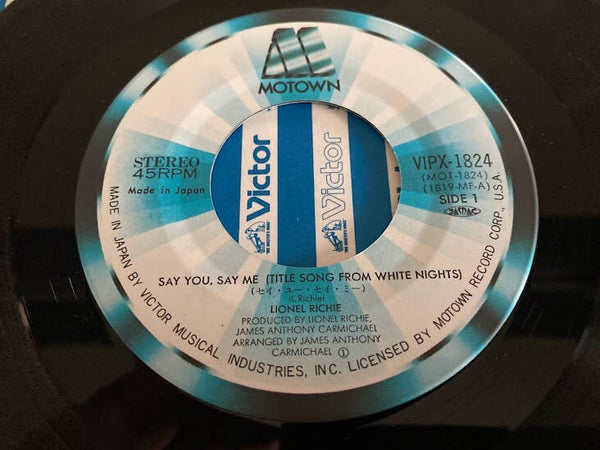 MOTOWN
STEREO
45RPM
Made in Japan
VIPX-1824
(MOT-1824)
(1819-MF-A)
SIDE 1
JASRAC
Victor
Victor
SAY YOU, SAY ME (TITLE SONG FROM WHITE NIGHTS)
(セイ・ユー・セイ・ミー)
(L.Richie)
LIONEL RICHIE
PRODUCED BY LIONEL RICHIE,
JAMES ANTHONY CARMICHAEL
ARRANGED BY JAMES ANTHONY
CARMICHAEL Ⓘ
MADE IN JAPAN BY VICTOR MUSICAL INDUSTRIES, INC. LICENSED BY MOTOWN RECORD CORP., U.S.A.